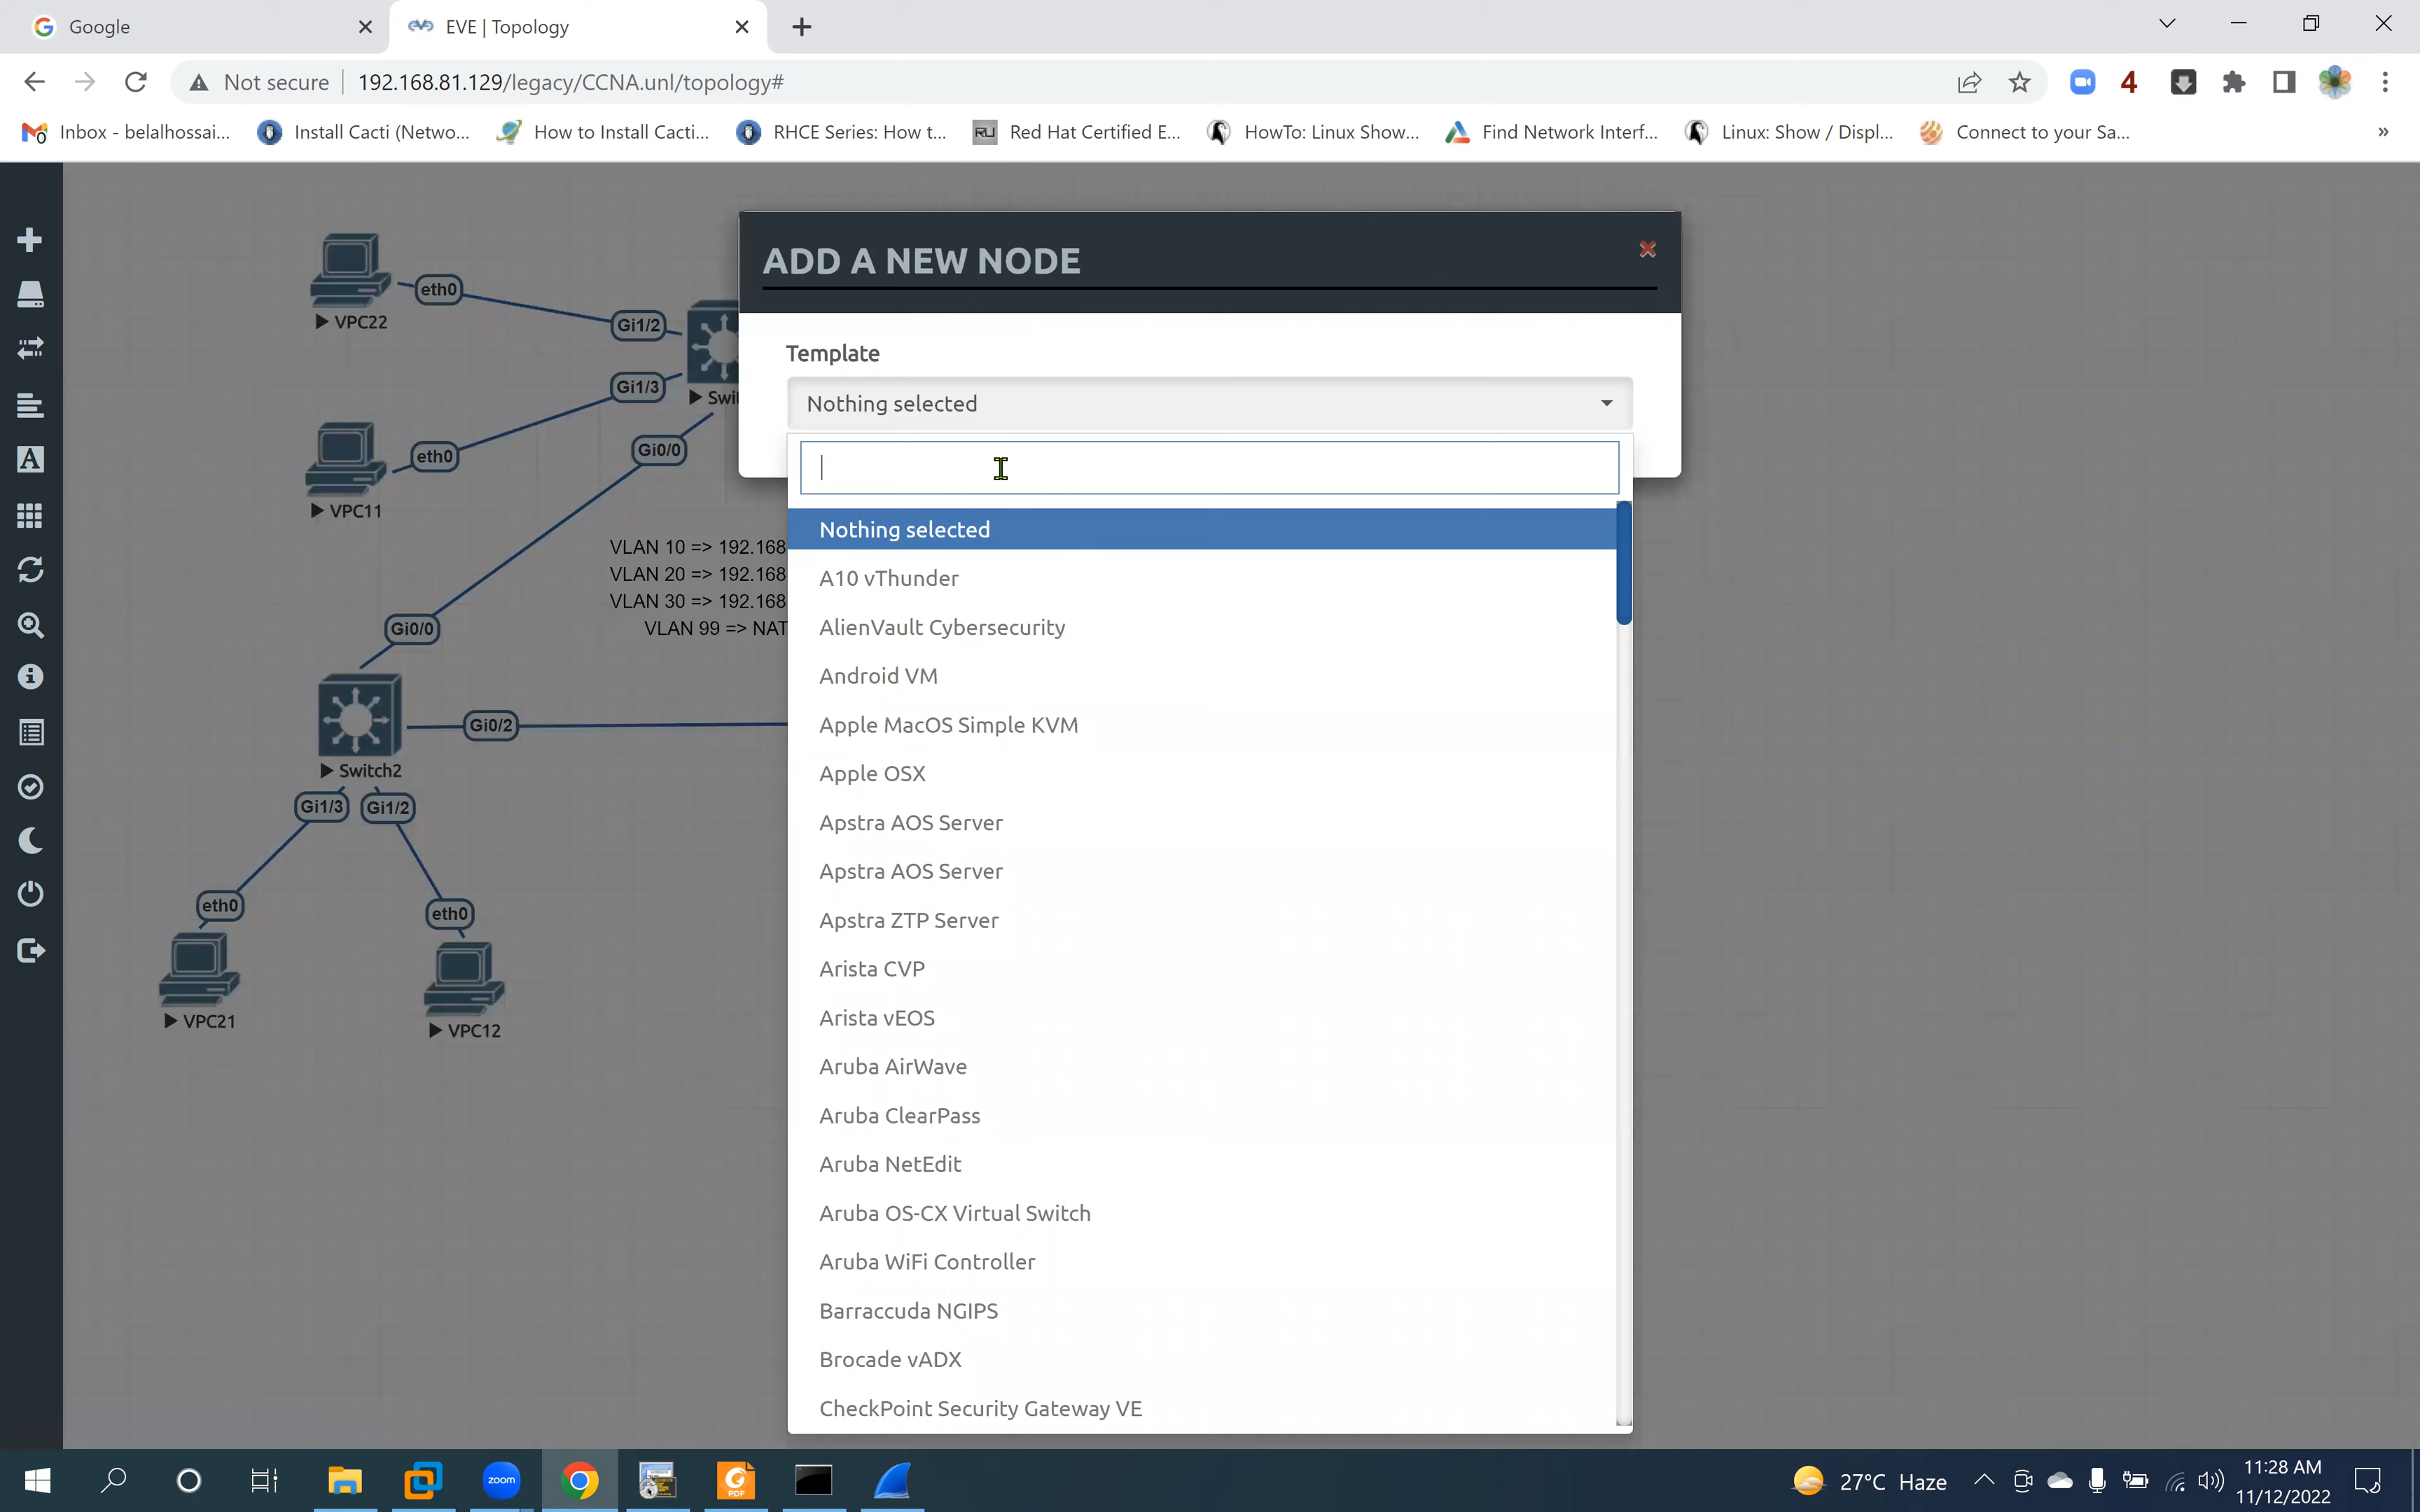 Google
EVE | Topology
Not secure
192.168.81.129/legacy/CCNA.unl/topology#
4
Inbox - belalhossai...
Install Cacti (Netwo...
How to Install Cacti...
RHCE Series: How t...
RU
Red Hat Certified E...
HowTo: Linux Show...
Find Network Interf...
Linux: Show / Displ...
Connect to your Sa...
»
ADD A NEW NODE
Template
Nothing selected
Nothing selected
A10 vThunder
AlienVault Cybersecurity
Android VM
Apple MacOS Simple KVM
Apple OSX
Apstra AOS Server
Apstra AOS Server
Apstra ZTP Server
Arista CVP
Arista vEOS
Aruba AirWave
Aruba ClearPass
Aruba NetEdit
Aruba OS-CX Virtual Switch
Aruba WiFi Controller
Barraccuda NGIPS
Brocade vADX
CheckPoint Security Gateway VE
eth0
Gi1/2
VPC22
Gi1/3
Swi
eth0
Gi0/0
VPC11
VLAN 10 => 192.168
VLAN 20 => 192.168
VLAN 30 => 192.168
VLAN 99 => NAT
Gi0/0
Gi0/2
Switch2
Gi1/3
Gi1/2
eth0
eth0
VPC21
VPC12
zoom
PDF
27°C Haze
11:28 AM
11/12/2022